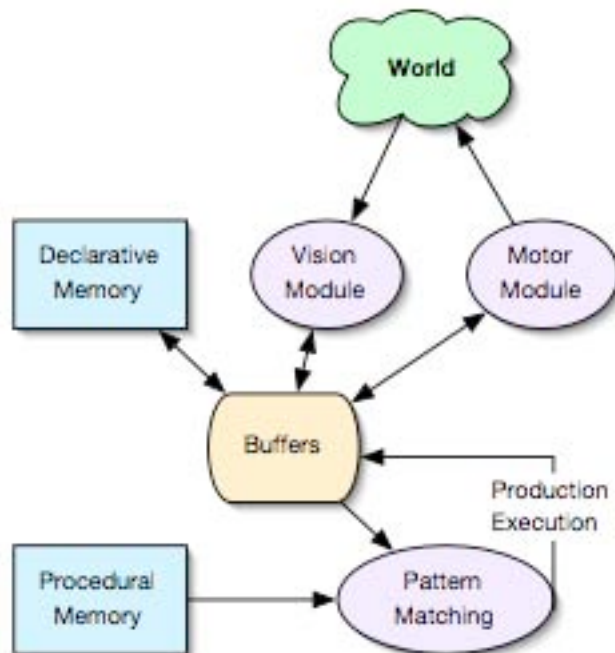 World
Declarative
Memory
Vision
Module
Motor
Module
Buffers
Production
Execution
Procedural
Memory
Pattern
Matching